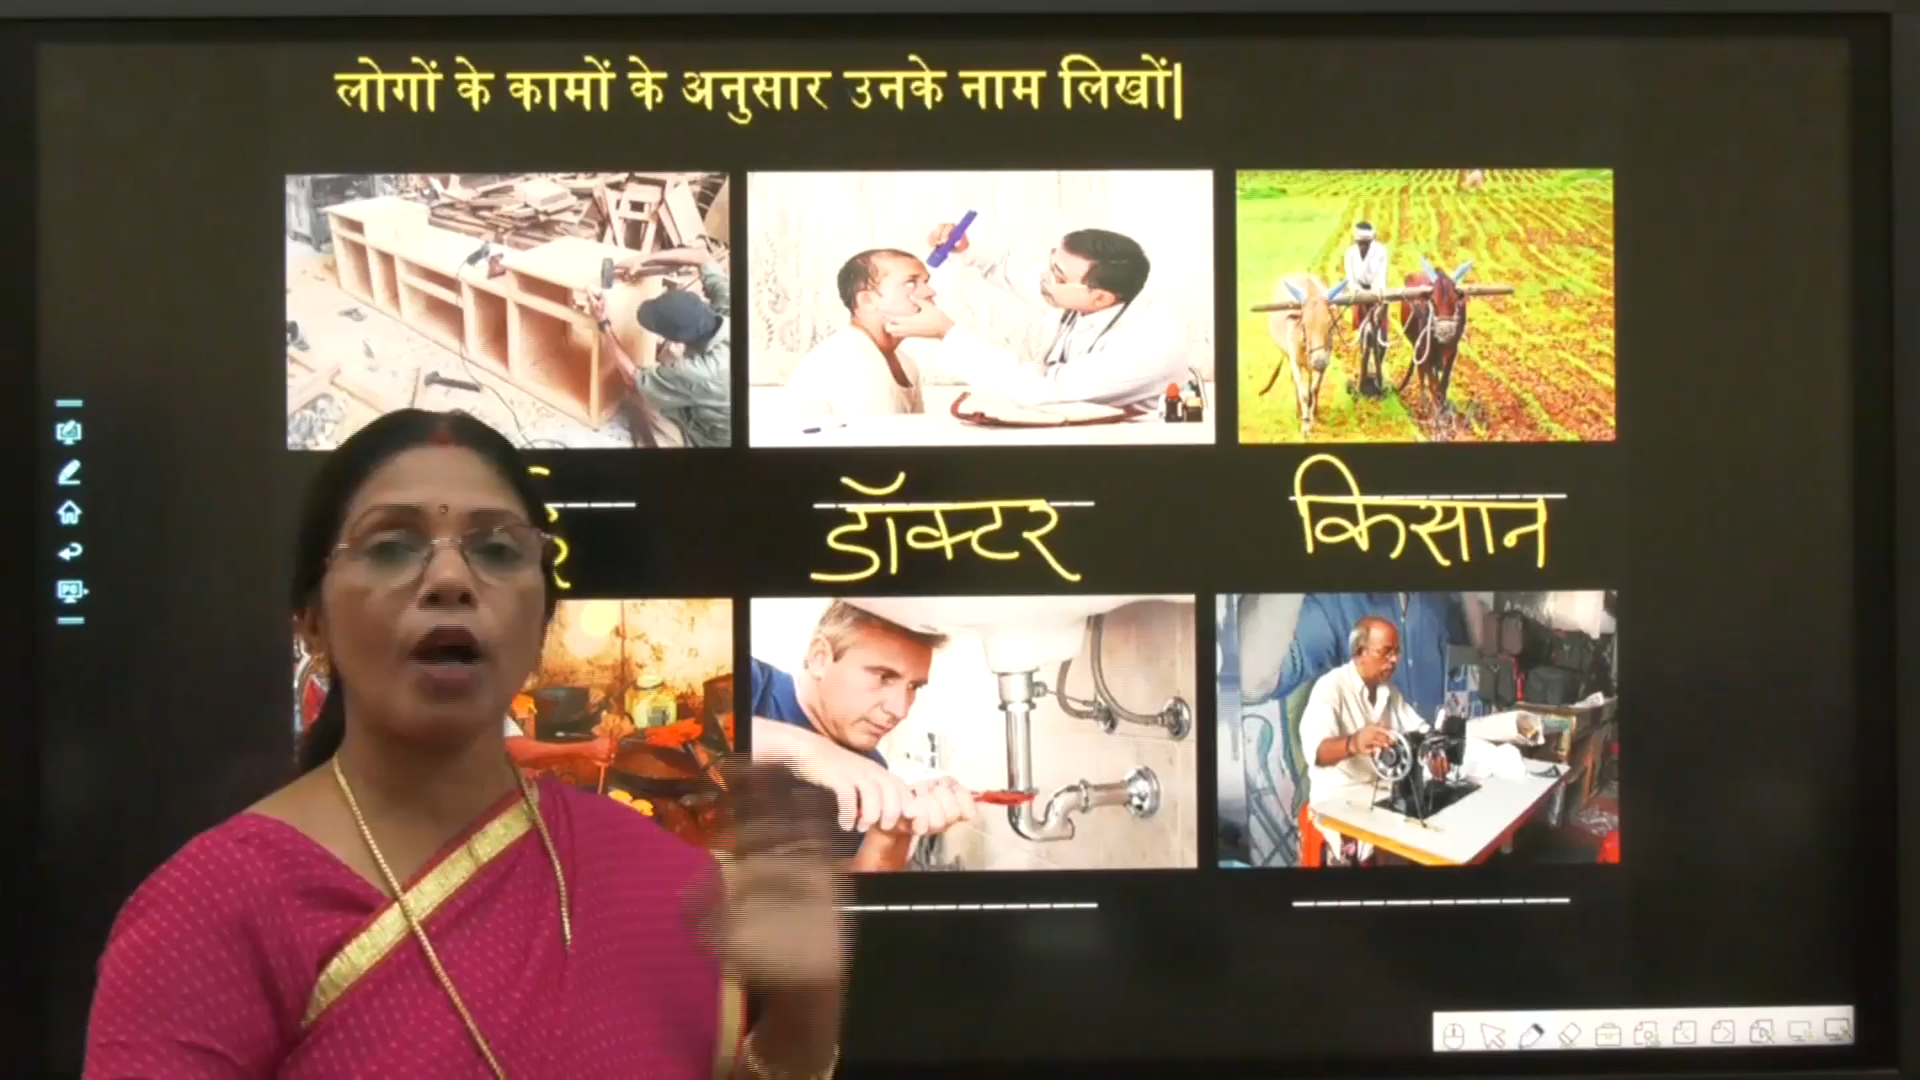 लोगों के कामों के अनुसार उनके नाम लिखों|
डॉक्टर
किसान